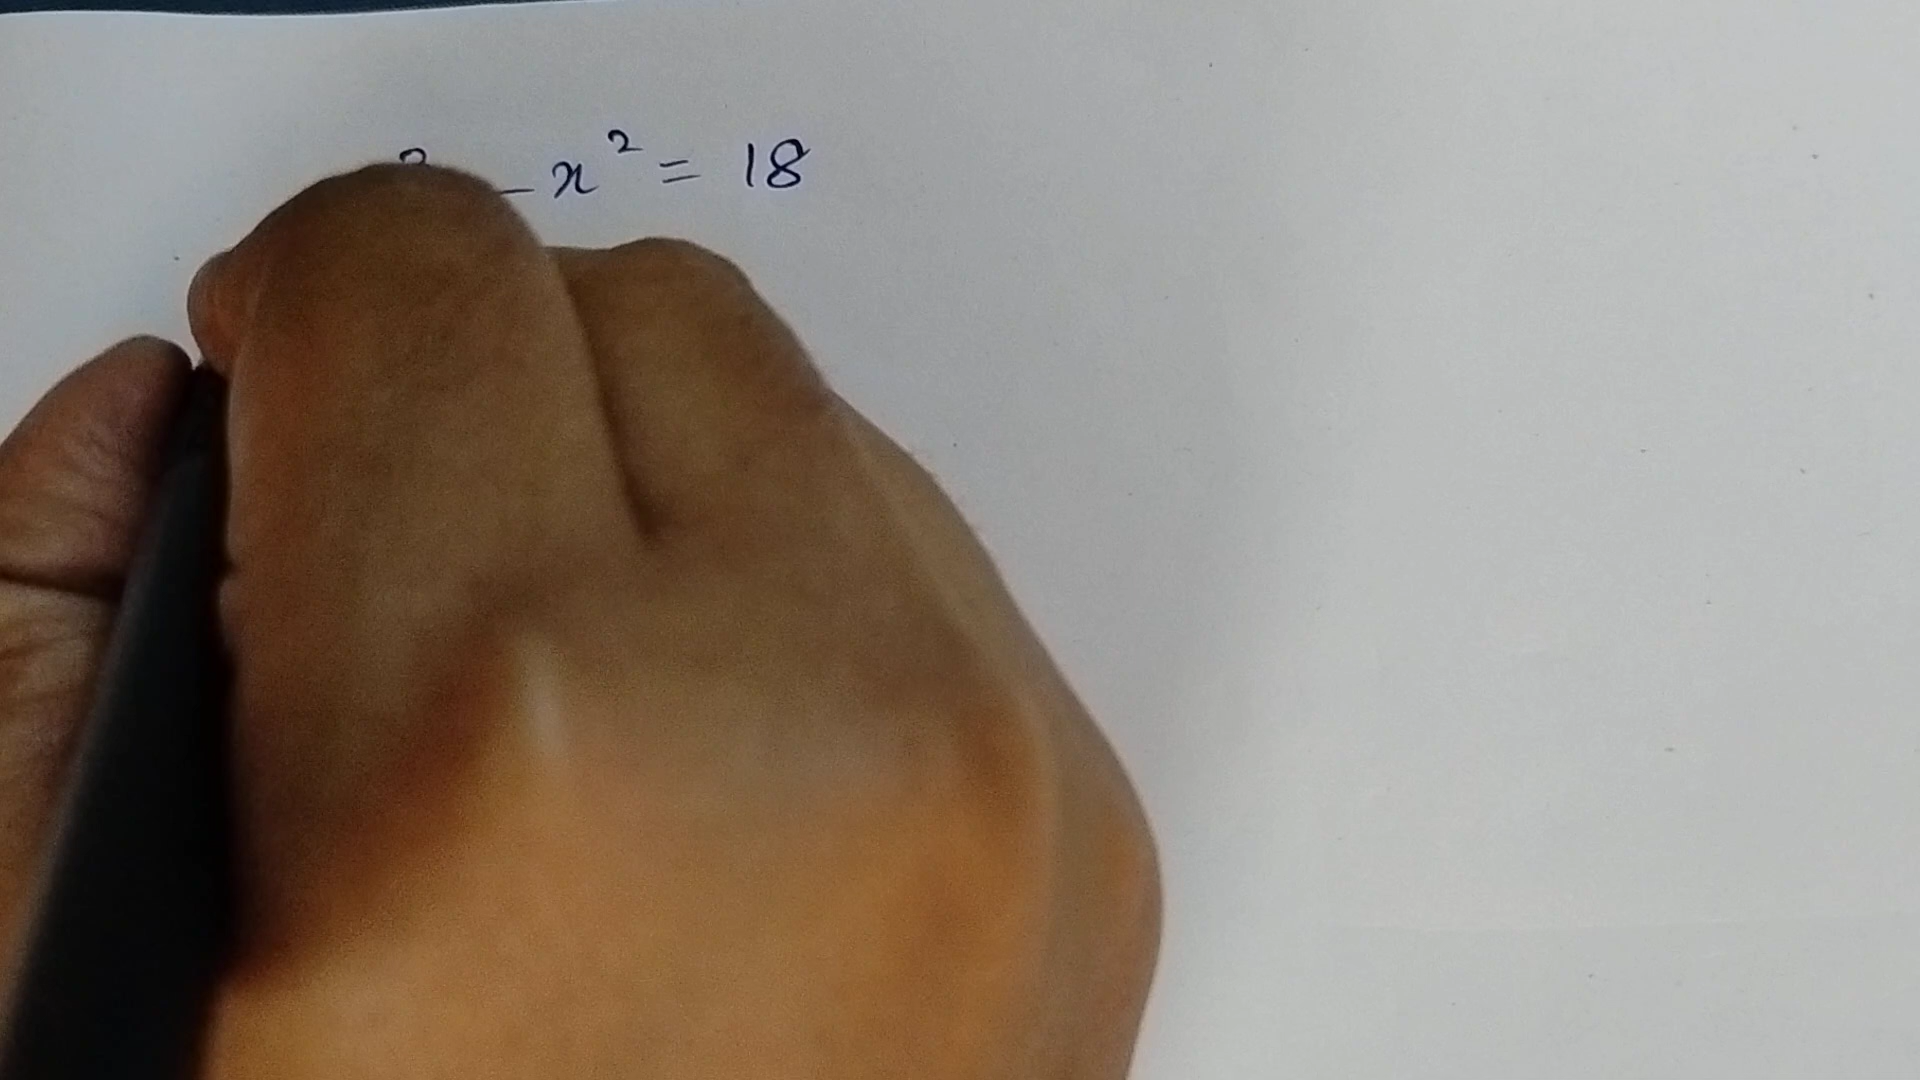 - x² = 18